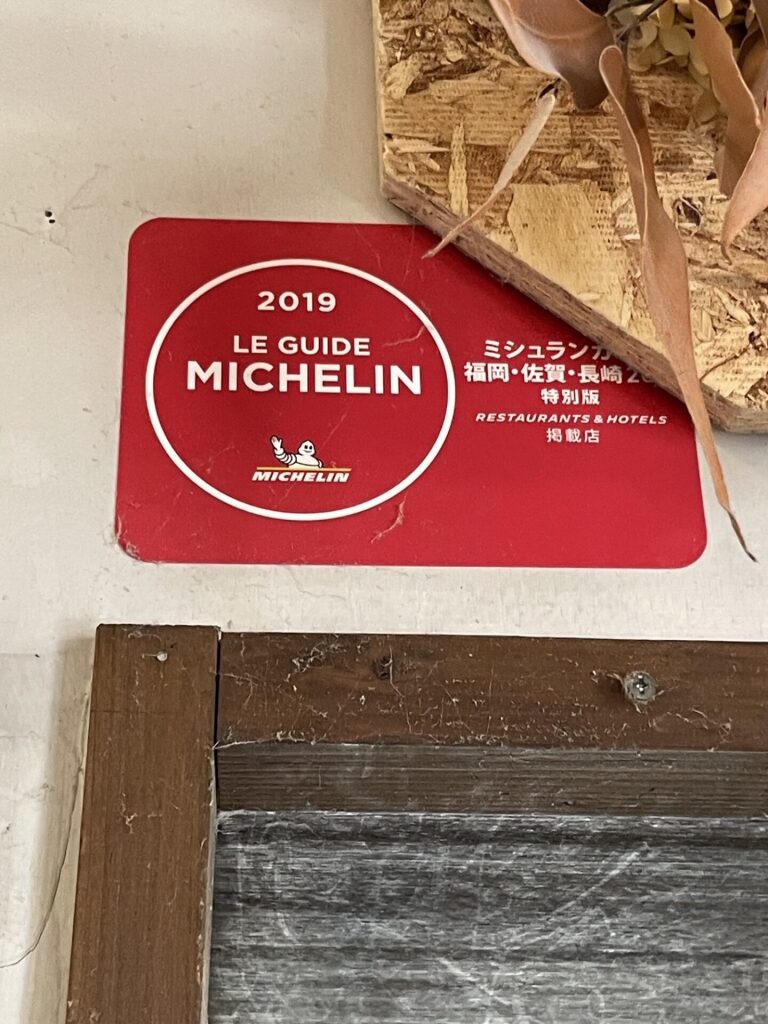 2019
LE GUIDE
MICHELIN
MICHELIN
ミシュランガ
福岡・佐賀・長崎 2
特別版
RESTAURANTS & HOTELS
掲載店